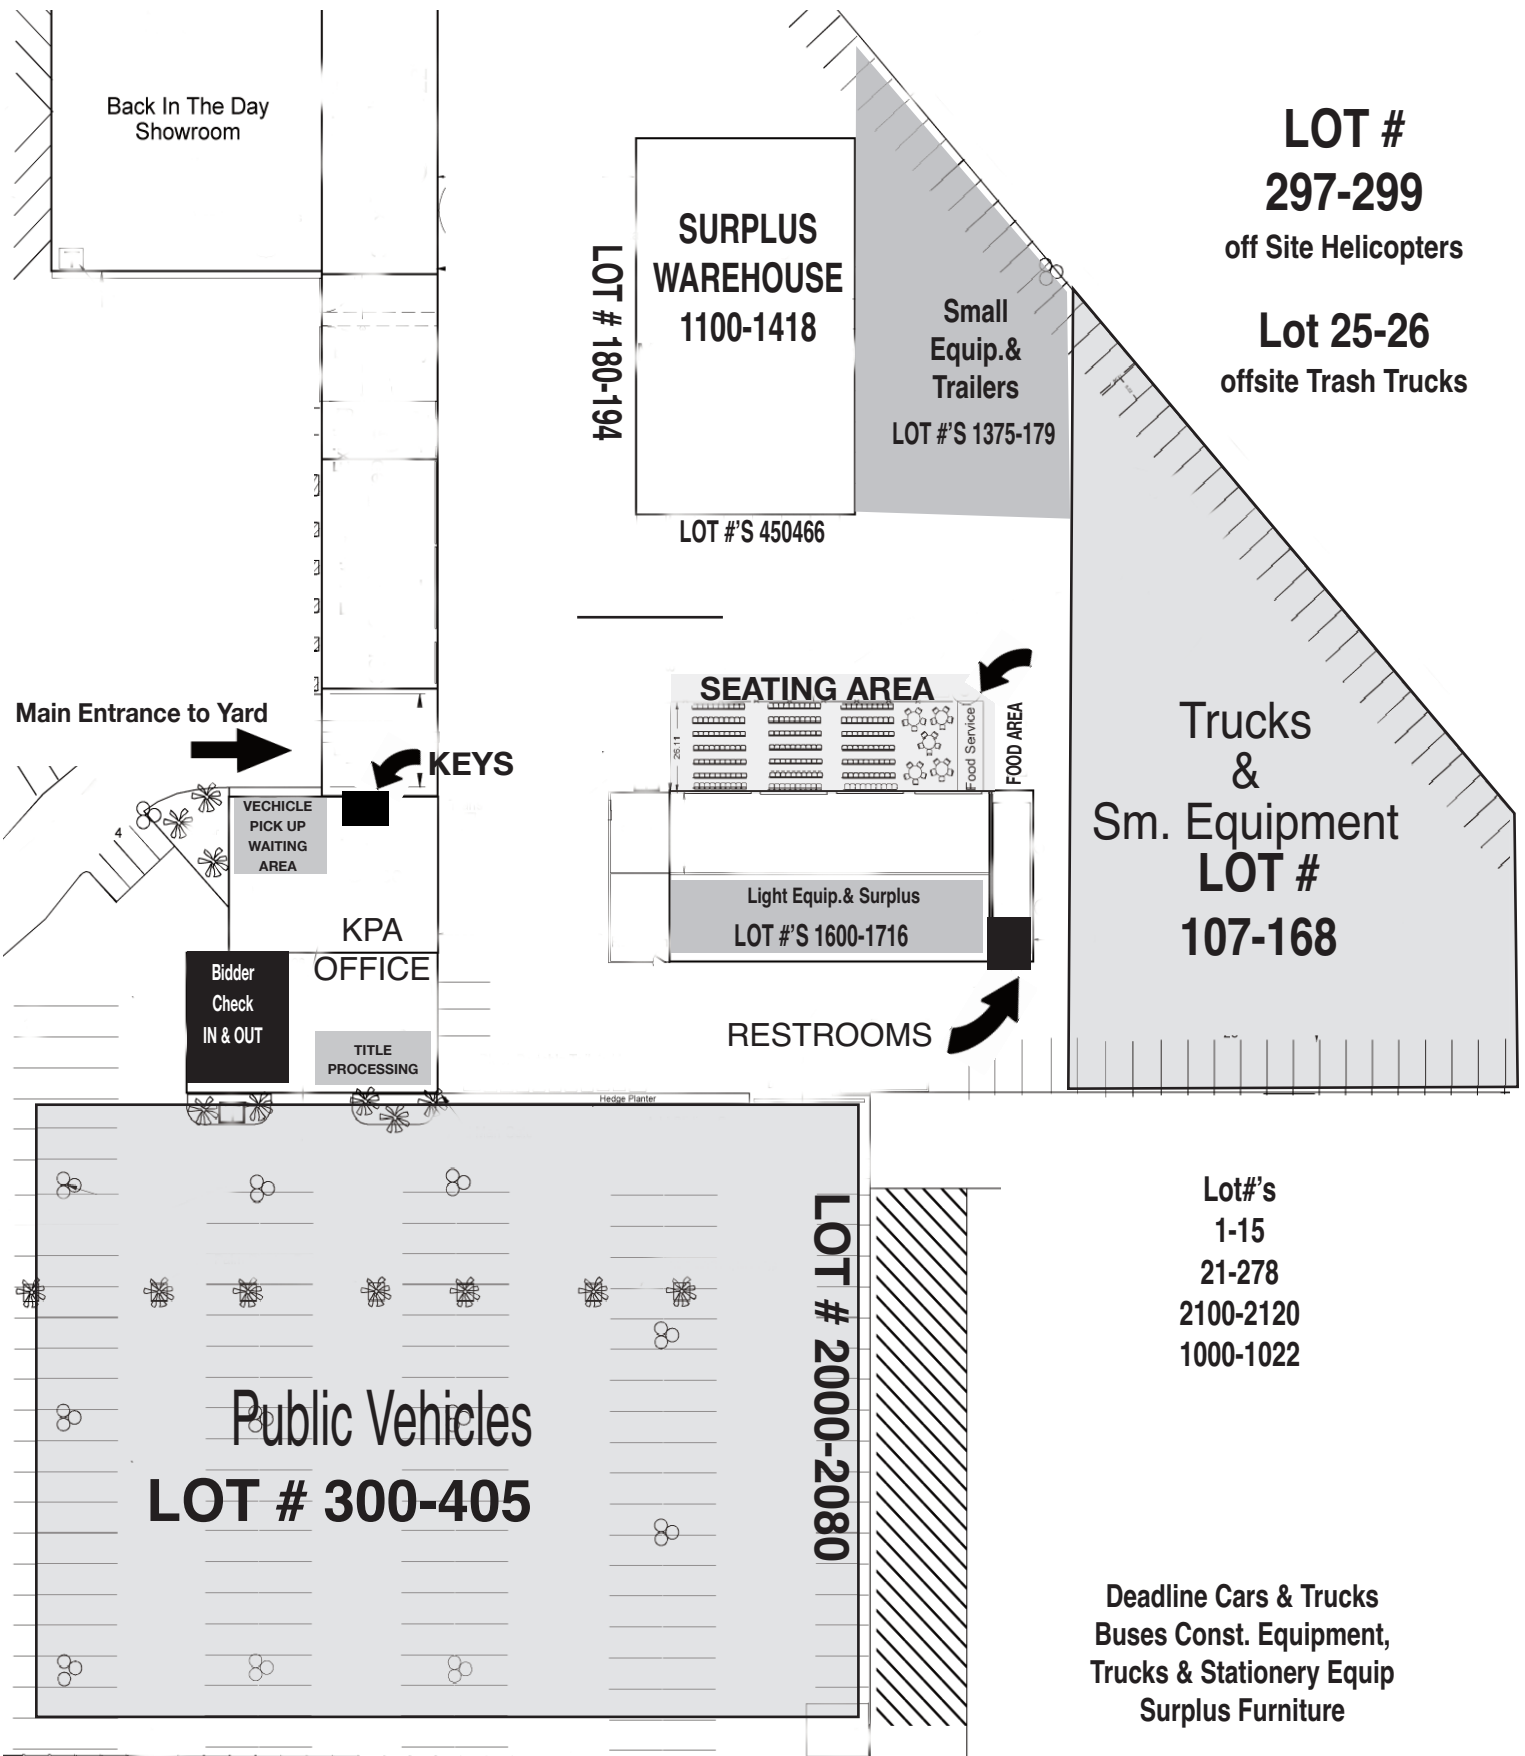 Back In The Day
Showroom
LOT #
297-299
off Site Helicopters
Lot 25-26
offsite Trash Trucks
SURPLUS
WAREHOUSE
1100-1418
LOT # 180-194
Small
Equip.&
Trailers
LOT #'S 1375-179
LOT #'S 450466
SEATING AREA
26.11
Food Service
FOOD AREA
Main Entrance to Yard
KEYS
VECHICLE
PICK UP
WAITING
AREA
4
Trucks
&
Sm. Equipment
LOT #
107-168
Light Equip.& Surplus
LOT #'S 1600-1716
KPA
OFFICE
Bidder
Check
IN & OUT
TITLE
PROCESSING
RESTROOMS
Hedge Planter
Lot#'s
1-15
21-278
2100-2120
1000-1022
LOT # 2000-2080
Public Vehicles
LOT # 300-405
Deadline Cars & Trucks
Buses Const. Equipment,
Trucks & Stationery Equip
Surplus Furniture